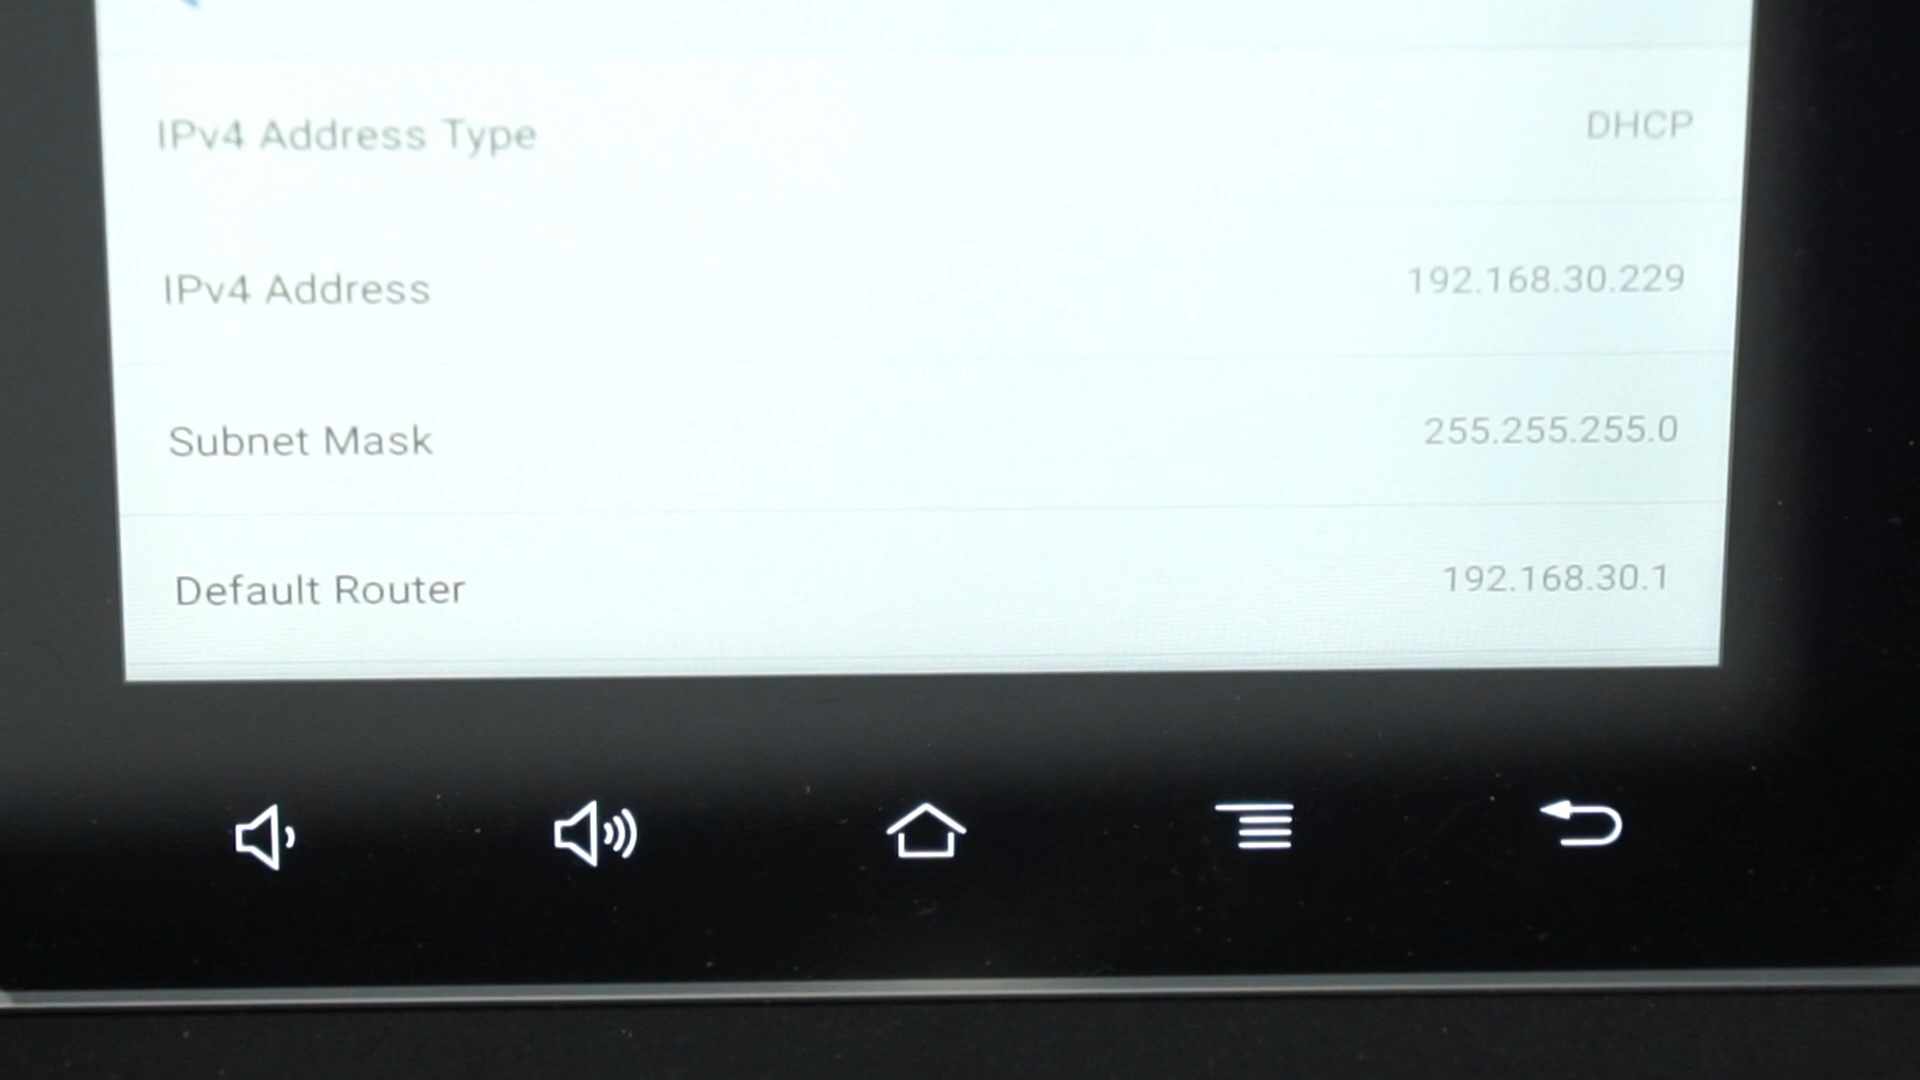 IPv4 Address Type DHCP
IPv4 Address 192.168.30.229
Subnet Mask 255.255.255.0
Default Router 192.168.30.1